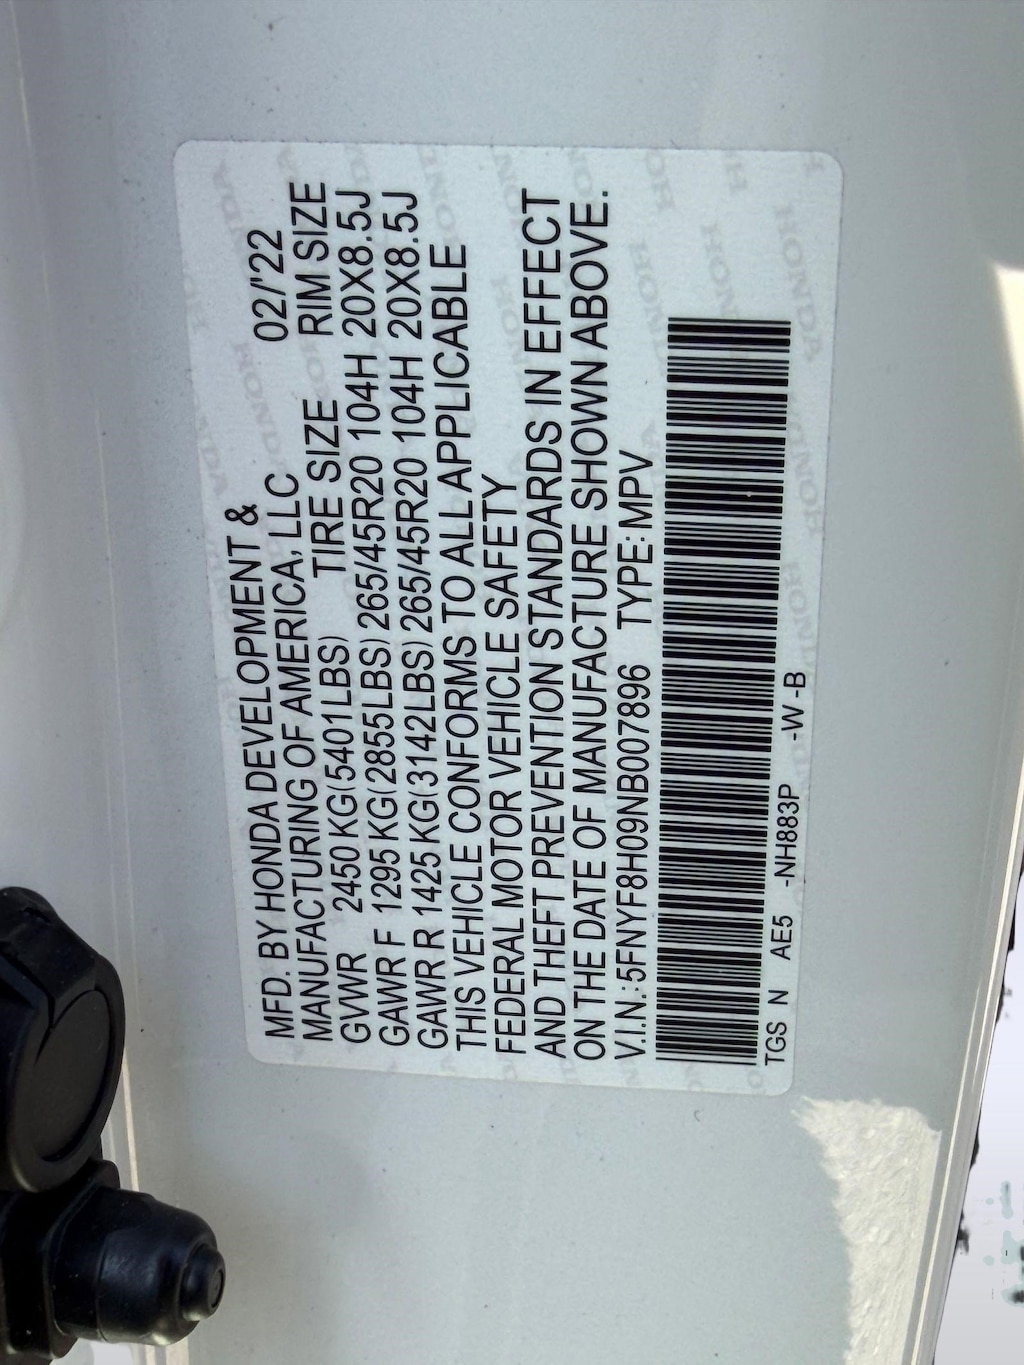 MFD. BY HONDA DEVELOPMENT &
MANUFACTURING OF AMERICA, LLC 02/'22
GVWR 2450 KG(5401LBS) TIRE SIZE RIM SIZE
GAWR F 1295 KG(2855LBS) 265/45R20 104H 20X8.5J
GAWR R 1425 KG(3142LBS) 265/45R20 104H 20X8.5J
THIS VEHICLE CONFORMS TO ALL APPLICABLE
FEDERAL MOTOR VEHICLE SAFETY
AND THEFT PREVENTION STANDARDS IN EFFECT
ON THE DATE OF MANUFACTURE SHOWN ABOVE.
V.I.N.: 5FNYF8H09NB007896 TYPE: MPV
TGS N AE5 -NH883P -W -B